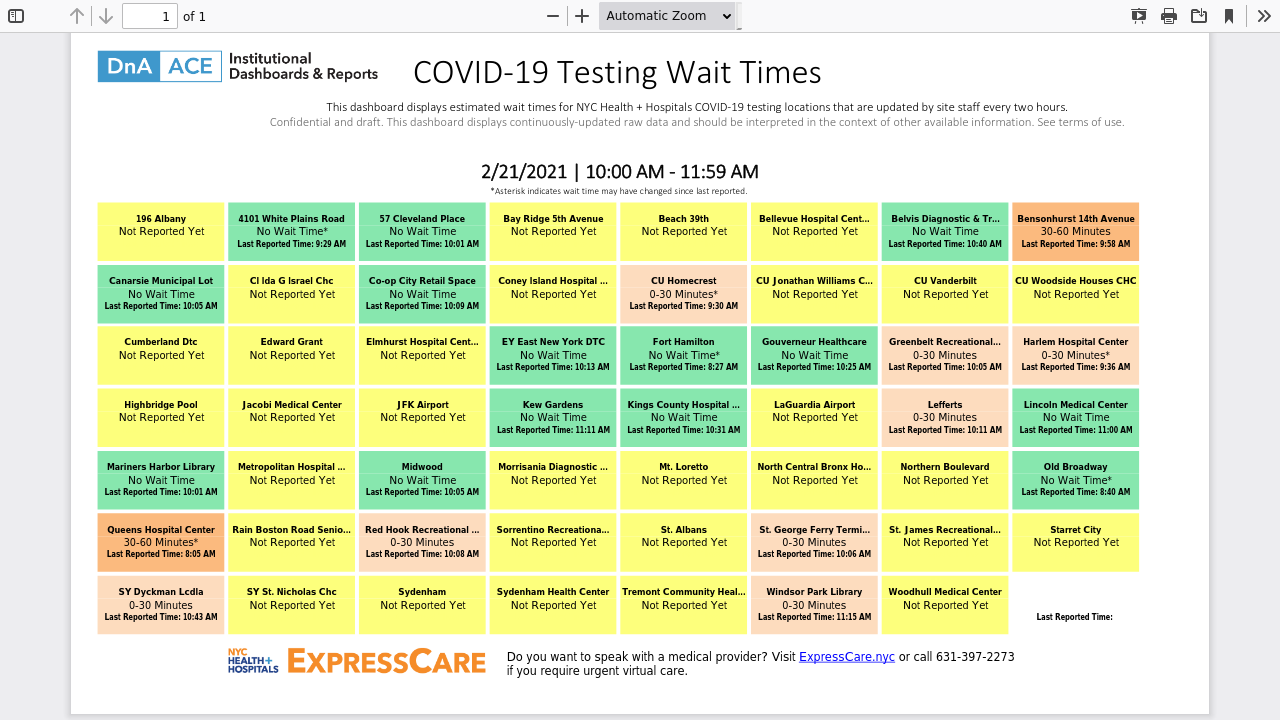 1 of 1
Automatic Zoom
DnA ACE Institutional
Dashboards & Reports
COVID-19 Testing Wait Times
This dashboard displays estimated wait times for NYC Health + Hospitals COVID-19 testing locations that are updated by site staff every two hours.
Confidential and draft. This dashboard displays continuously-updated raw data and should be interpreted in the context of other available information. See terms of use.
2/21/2021 | 10:00 AM - 11:59 AM
*Asterisk indicates wait time may have changed since last reported.
196 Albany
Not Reported Yet
4101 White Plains Road
No Wait Time*
Last Reported Time: 9:29 AM
57 Cleveland Place
No Wait Time
Last Reported Time: 10:01 AM
Bay Ridge 5th Avenue
Not Reported Yet
Beach 39th
Not Reported Yet
Bellevue Hospital Cent...
Not Reported Yet
Belvis Diagnostic & Tr...
No Wait Time
Last Reported Time: 10:40 AM
Bensonhurst 14th Avenue
30-60 Minutes
Last Reported Time: 9:58 AM
Canarsie Municipal Lot
No Wait Time
Last Reported Time: 10:05 AM
Cl Ida G Israel Chc
Not Reported Yet
Co-op City Retail Space
No Wait Time
Last Reported Time: 10:09 AM
Coney Island Hospital ...
Not Reported Yet
CU Homecrest
0-30 Minutes*
Last Reported Time: 9:30 AM
CU Jonathan Williams C...
Not Reported Yet
CU Vanderbilt
Not Reported Yet
CU Woodside Houses CHC
Not Reported Yet
Cumberland Dtc
Not Reported Yet
Edward Grant
Not Reported Yet
Elmhurst Hospital Cent...
Not Reported Yet
EY East New York DTC
No Wait Time
Last Reported Time: 10:13 AM
Fort Hamilton
No Wait Time*
Last Reported Time: 8:27 AM
Gouverneur Healthcare
No Wait Time
Last Reported Time: 10:25 AM
Greenbelt Recreational...
0-30 Minutes
Last Reported Time: 10:05 AM
Harlem Hospital Center
0-30 Minutes*
Last Reported Time: 9:36 AM
Highbridge Pool
Not Reported Yet
Jacobi Medical Center
Not Reported Yet
JFK Airport
Not Reported Yet
Kew Gardens
No Wait Time
Last Reported Time: 11:11 AM
Kings County Hospital ...
No Wait Time
Last Reported Time: 10:31 AM
LaGuardia Airport
Not Reported Yet
Lefferts
0-30 Minutes
Last Reported Time: 10:11 AM
Lincoln Medical Center
No Wait Time
Last Reported Time: 11:00 AM
Mariners Harbor Library
No Wait Time
Last Reported Time: 10:01 AM
Metropolitan Hospital ...
Not Reported Yet
Midwood
No Wait Time
Last Reported Time: 10:05 AM
Morrisania Diagnostic ...
Not Reported Yet
Mt. Loretto
Not Reported Yet
North Central Bronx Ho...
Not Reported Yet
Northern Boulevard
Not Reported Yet
Old Broadway
No Wait Time*
Last Reported Time: 8:40 AM
Queens Hospital Center
30-60 Minutes*
Last Reported Time: 8:05 AM
Rain Boston Road Senio...
Not Reported Yet
Red Hook Recreational ...
0-30 Minutes
Last Reported Time: 10:08 AM
Sorrentino Recreationa...
Not Reported Yet
St. Albans
Not Reported Yet
St. George Ferry Termi...
0-30 Minutes
Last Reported Time: 10:06 AM
St. James Recreational...
Not Reported Yet
Starret City
Not Reported Yet
SY Dyckman Lcdla
0-30 Minutes
Last Reported Time: 10:43 AM
SY St. Nicholas Chc
Not Reported Yet
Sydenham
Not Reported Yet
Sydenham Health Center
Not Reported Yet
Tremont Community Heal...
Not Reported Yet
Windsor Park Library
0-30 Minutes
Last Reported Time: 11:15 AM
Woodhull Medical Center
Not Reported Yet
Last Reported Time:
NYC
HEALTH+
HOSPITALS
EXPRESSCARE
Do you want to speak with a medical provider? Visit ExpressCare.nyc or call 631-397-2273
if you require urgent virtual care.